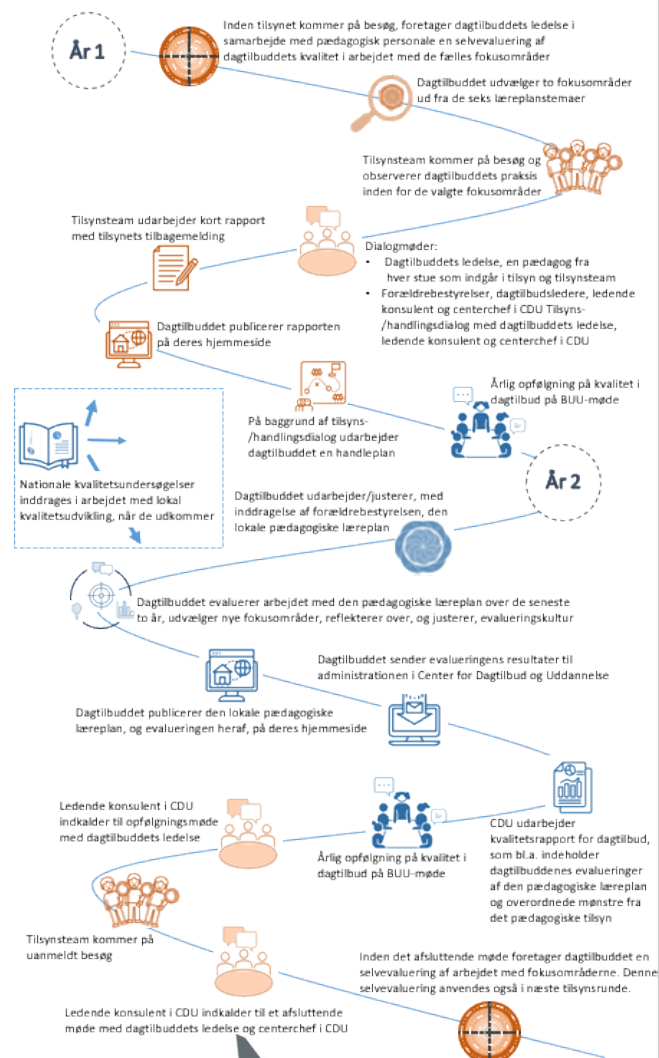 År 1
Inden tilsynet kommer på besøg, foretager dagtilbuddets ledelse i
samarbejde med pædagogisk personale en selvevaluering af
dagtilbuddets kvalitet i arbejdet med de fælles fokusområder
Dagtilbuddet udvælger to fokusområder
ud fra de seks læreplanstemaer
Tilsynsteam kommer på besøg og
observerer dagtilbuddets praksis
inden for de valgte fokusområder
Tilsynsteam udarbejder kort rapport
med tilsynets tilbagemelding
Dialogmøder:
• Dagtilbuddets ledelse, en pædagog fra
hver stue som indgår i tilsyn og tilsynsteam
• Forældrebestyrelser, dagtilbudsledere, ledende
konsulent og centerchef i CDU Tilsyns-
/handlingsdialog med dagtilbuddets ledelse,
ledende konsulent og centerchef i CDU
Dagtilbuddet publicerer rapporten
på deres hjemmeside
Årlig opfølgning på kvalitet i
dagtilbud på BUU-møde
På baggrund af tilsyns-
/handlingsdialog udarbejder
dagtilbuddet en handleplan
Nationale kvalitetsundersøgelser
inddrages i arbejdet med lokal
kvalitetsudvikling, når de udkommer
År 2
Dagtilbuddet udarbejder/justerer, med
inddragelse af forældrebestyrelsen, den
lokale pædagogiske læreplan
Dagtilbuddet evaluerer arbejdet med den pædagogiske læreplan over de seneste
to år, udvælger nye fokusområder, reflekterer over, og justerer, evalueringskultur
Dagtilbuddet sender evalueringens resultater til
administrationen i Center for Dagtilbud og Uddannelse
Dagtilbuddet publicerer den lokale pædagogiske
læreplan, og evalueringen heraf, på deres hjemmeside
Ledende konsulent i CDU
indkalder til opfølgningsmøde
med dagtilbuddets ledelse
Årlig opfølgning på kvalitet i
dagtilbud på BUU-møde
CDU udarbejder
kvalitetsrapport for dagtilbud,
som bl.a. indeholder
dagtilbuddenes evalueringer
af den pædagogiske læreplan
og overordnede mønstre fra
det pædagogiske tilsyn
Tilsynsteam kommer på
uanmeldt besøg
Inden det afsluttende møde foretager dagtilbuddet en
selvevaluering af arbejdet med fokusområderne. Denne
selvevaluering anvendes også i næste tilsynsrunde.
Ledende konsulent i CDU indkalder til et afsluttende
møde med dagtilbuddets ledelse og centerchef i CDU